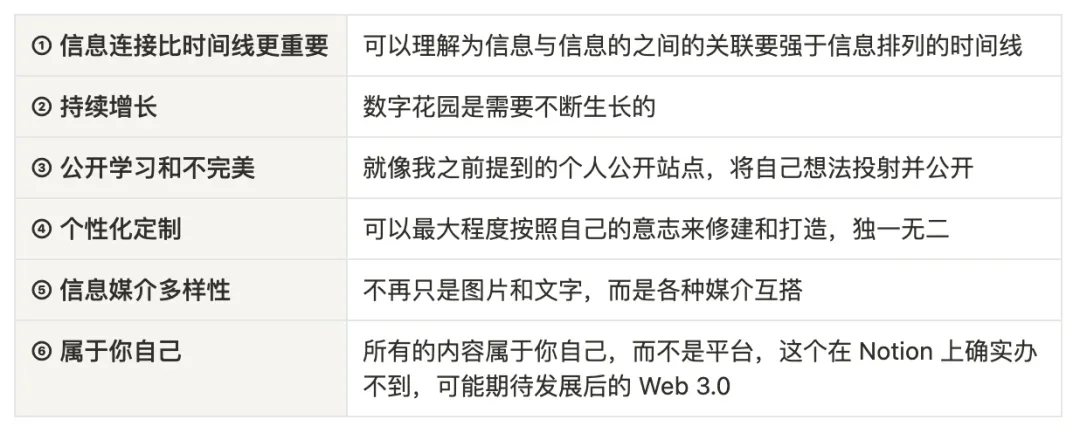 ① 信息连接比时间线更重要 可以理解为信息与信息的之间的关联要强于信息排列的时间线
② 持续增长 数字花园是需要不断生长的
③ 公开学习和不完美 就像我之前提到的个人公开站点，将自己想法投射并公开
④ 个性化定制 可以最大程度按照自己的意志来修建和打造，独一无二
⑤ 信息媒介多样性 不再只是图片和文字，而是各种媒介互搭
⑥ 属于你自己 所有的内容属于你自己，而不是平台，这个在 Notion 上确实办
不到，可能期待发展后的 Web 3.0